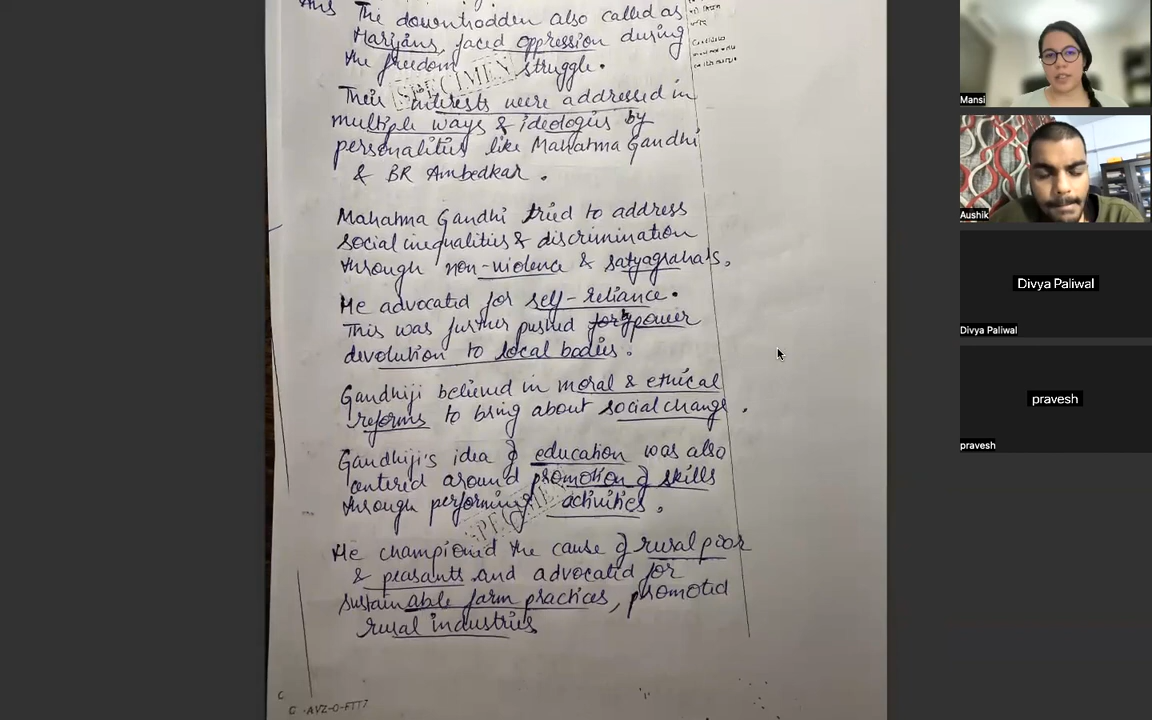 Ans The downtrodden also called as
Harijans, faced oppression during
the freedom struggle.
SPECIMEN
Their interests were addressed in
multiple ways & ideologies by
personalities like Mahatma Gandhi
& BR Ambedkar.
Mahatma Gandhi tried to address
social inequalities & discrimination
through non-violence & satyagrahas.
He advocated for self-reliance.
This was further pushed power
devolution to local bodies.
Gandhiji believed in moral & ethical
reforms to bring about social change.
Gandhiji's idea of education was also
centered around promotion of skills
through performing activities.
SPECIMEN
He championed the cause of rural poor
& peasants and advocated for
sustainable farm practices, promoted
rural industries
Mansi
Aushik
Divya Paliwal
Divya Paliwal
pravesh
pravesh